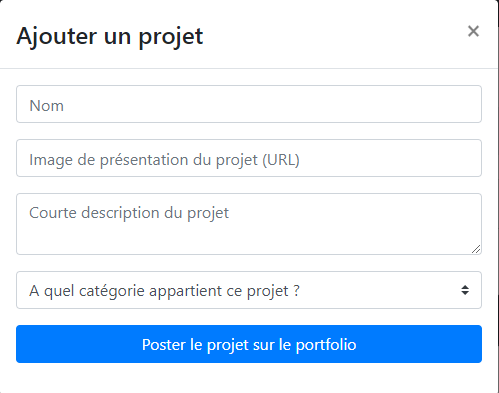 Ajouter un projet
×
Nom
Image de présentation du projet (URL)
Courte description du projet
A quel catégorie appartient ce projet ?
Poster le projet sur le portfolio